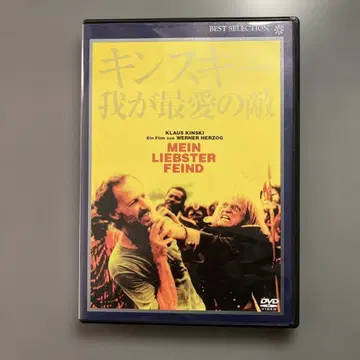 BEST SELECTION
キンスキ
我が最愛の敵
KLAUS KINSKI
Ein Film von WERNER HERZOG
MEIN
LIEBSTER
FEIND
DVD
VIDEO